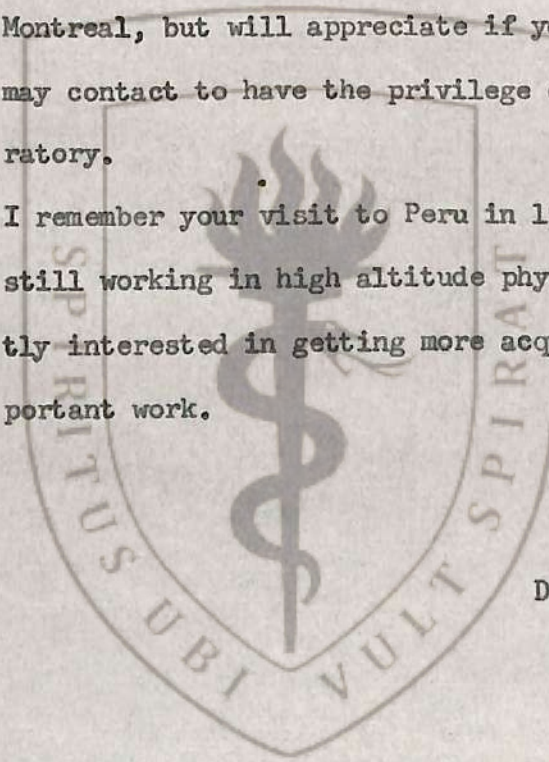 Montreal, but will appreciate if y
may contact to have the privilege
ratory.
I remember your visit to Peru in 1
still working in high altitude phy
tly interested in getting more acq
portant work.
D
SPIRITUS UBI VULT SPIRAT